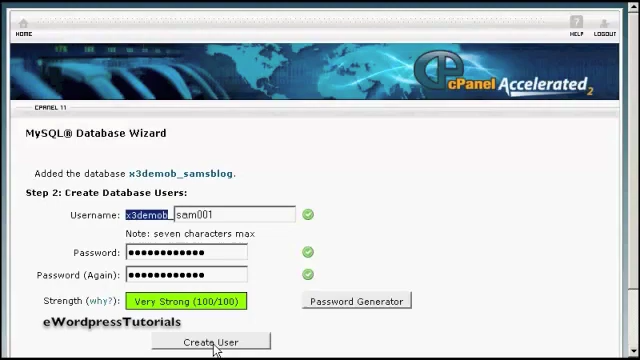 HOME
HELP
LOGOUT
cPanel Accelerated2
CPANEL 11
MySQL® Database Wizard
Added the database x3demob_samsblog.
Step 2: Create Database Users:
Username: x3demob_ sam001
Note: seven characters max
Password: ●●●●●●●●●●●●
Password (Again): ●●●●●●●●●●●●
Strength (why?): Very Strong (100/100) Password Generator
eWordpressTutorials
Create User